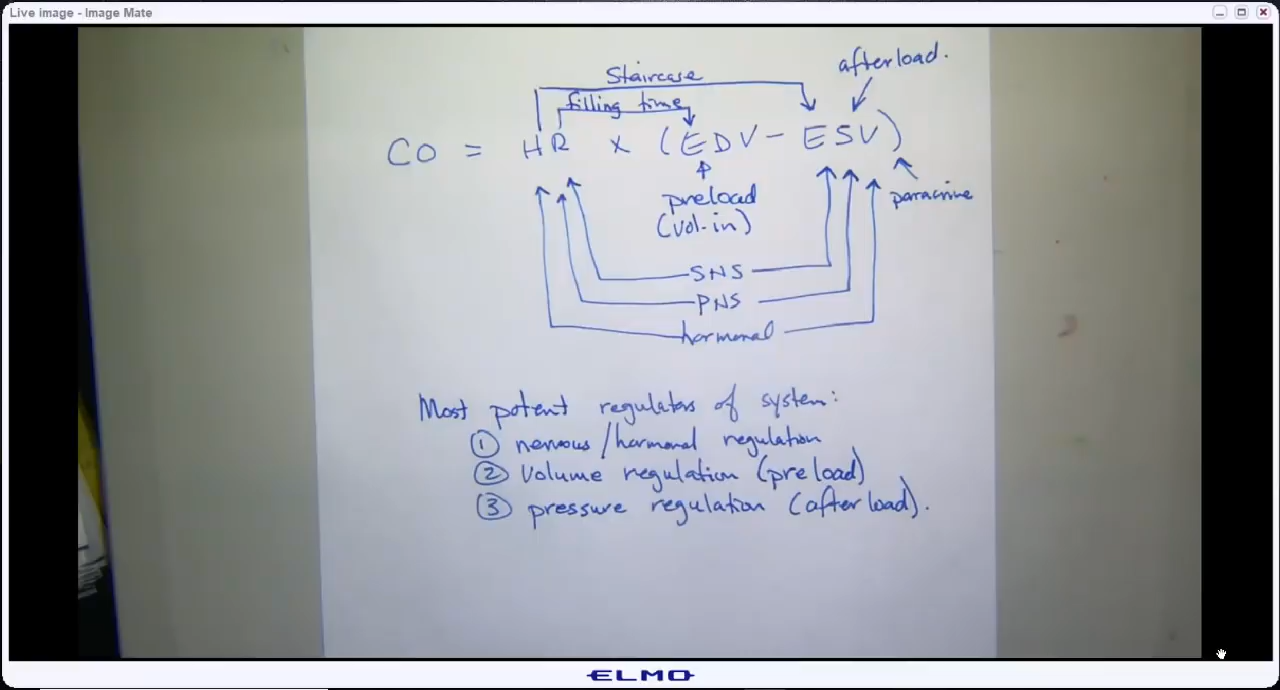 Live image - Image Mate
afterload.
Staircase
filling time
CO = HR x (EDV - ESV)
preload
(vol-in)
paracrine
SNS
PNS
hormonal
Most potent regulators of system:
① nervous/hormonal regulation
② volume regulation (preload)
③ pressure regulation (afterload).
ELMO